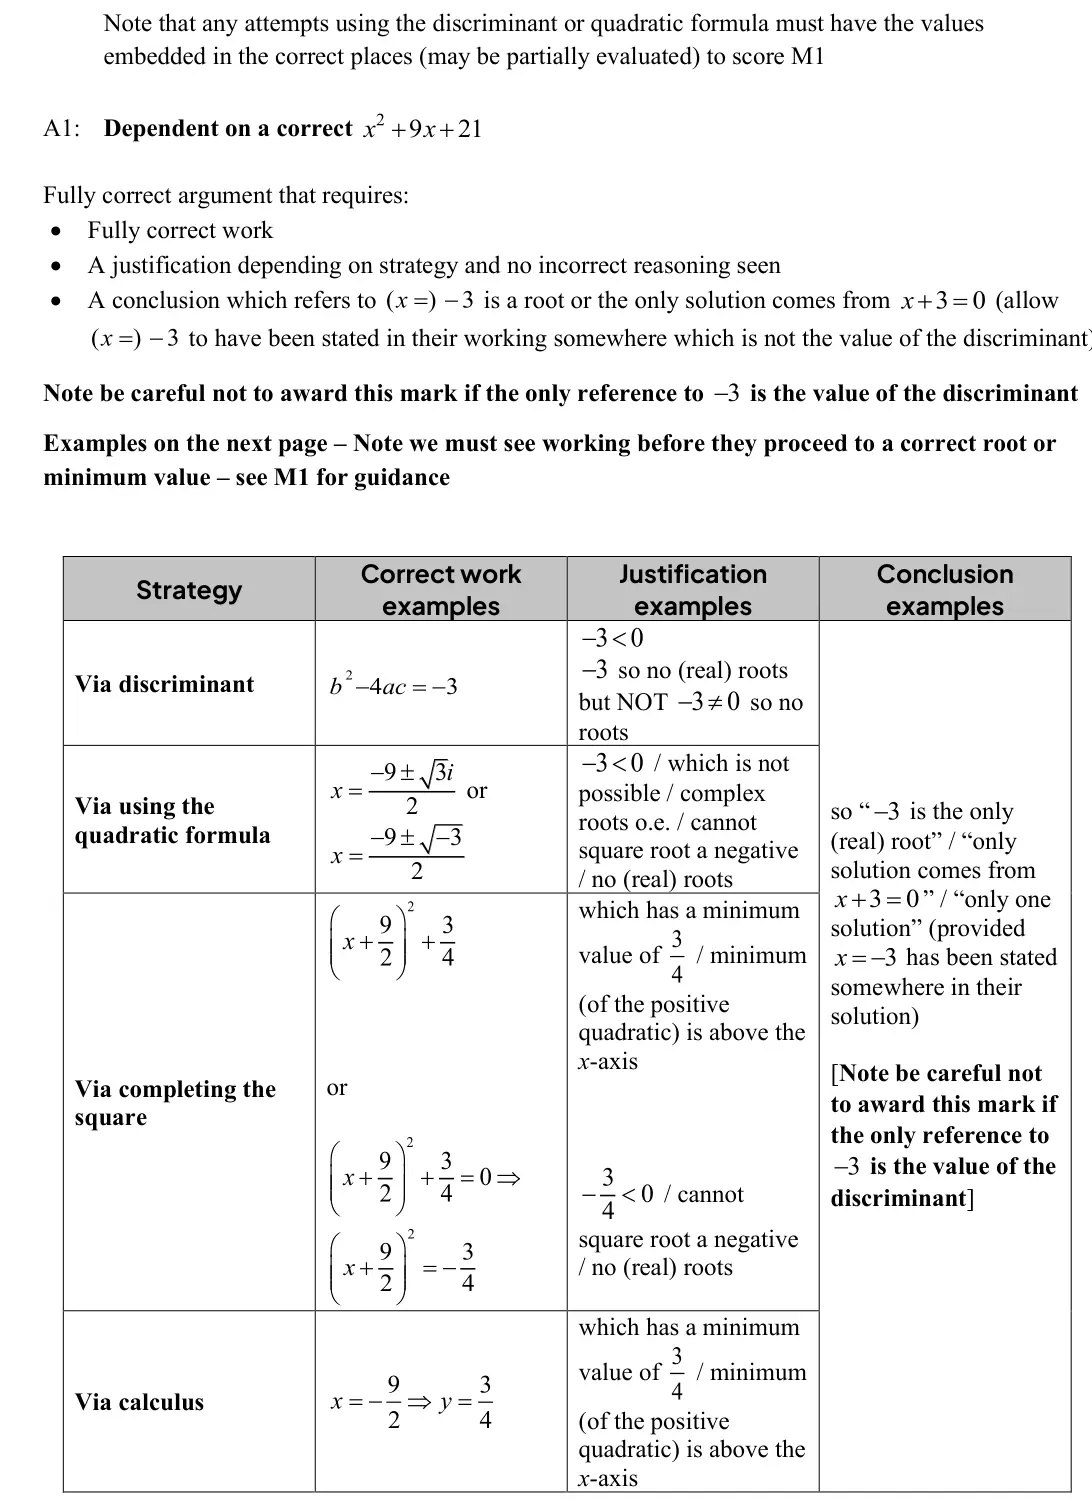 Note that any attempts using the discriminant or quadratic formula must have the values
embedded in the correct places (may be partially evaluated) to score M1
A1: Dependent on a correct x² + 9x + 21
Fully correct argument that requires:
• Fully correct work
• A justification depending on strategy and no incorrect reasoning seen
• A conclusion which refers to (x =) −3 is a root or the only solution comes from x + 3 = 0 (allow
(x =) −3 to have been stated in their working somewhere which is not the value of the discriminant)
Note be careful not to award this mark if the only reference to −3 is the value of the discriminant
Examples on the next page – Note we must see working before they proceed to a correct root or
minimum value – see M1 for guidance
Strategy
Correct work
examples
Justification
examples
Conclusion
examples
Via discriminant
b² − 4ac = −3
−3 < 0
−3 so no (real) roots
but NOT −3 ≠ 0 so no
roots
Via using the
quadratic formula
x = (−9 ± √3i)/2 or
x = (−9 ± √−3)/2
−3 < 0 / which is not
possible / complex
roots o.e. / cannot
square root a negative
/ no (real) roots
Via completing the
square
(x + 9/2)² + 3/4
or
(x + 9/2)² + 3/4 = 0 ⇒
(x + 9/2)² = −3/4
which has a minimum
value of 3/4 / minimum
(of the positive
quadratic) is above the
x-axis
−3/4 < 0 / cannot
square root a negative
/ no (real) roots
Via calculus
x = −9/2 ⇒ y = 3/4
which has a minimum
value of 3/4 / minimum
(of the positive
quadratic) is above the
x-axis
so “−3 is the only
(real) root” / “only
solution comes from
x + 3 = 0” / “only one
solution” (provided
x = −3 has been stated
somewhere in their
solution)
[Note be careful not
to award this mark if
the only reference to
−3 is the value of the
discriminant]